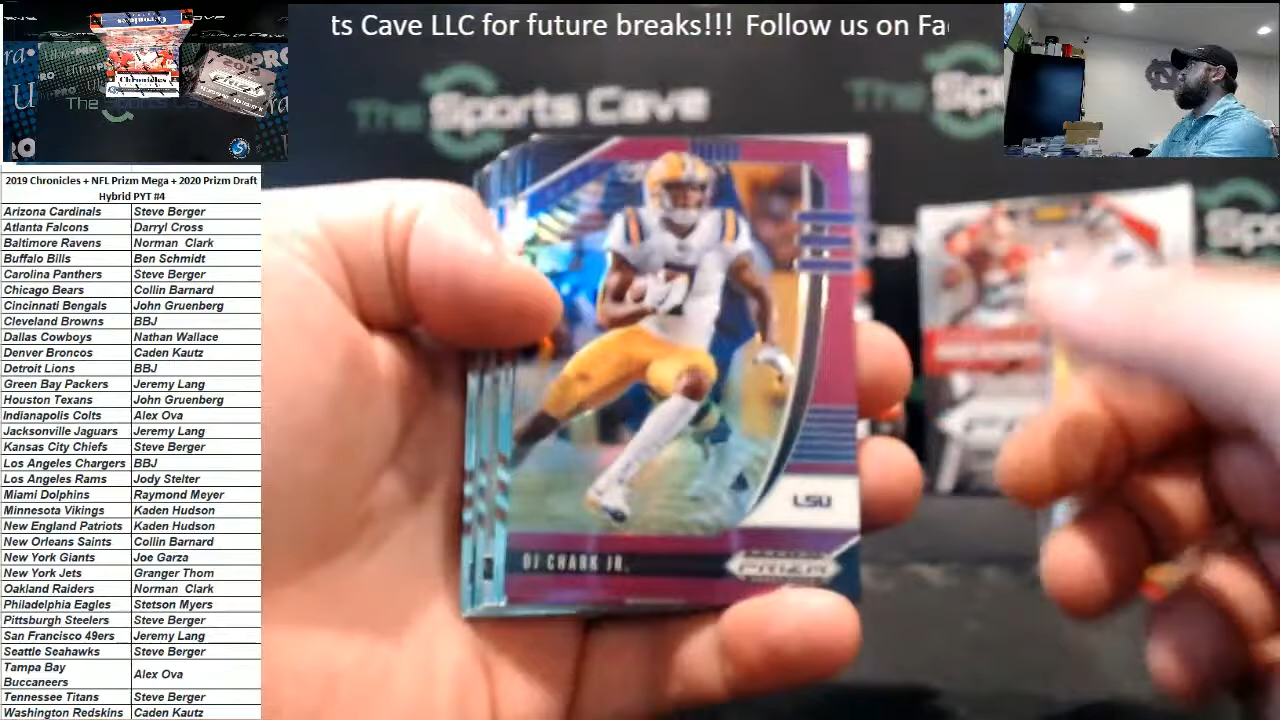 ts Cave LLC for future breaks!!! Follow us on Fa
Chronicles
The Sports Cave
The Sports Cave
2019 Chronicles + NFL Prizm Mega + 2020 Prizm Draft
Hybrid PYT #4
Arizona Cardinals Steve Berger
Atlanta Falcons Darryl Cross
Baltimore Ravens Norman Clark
Buffalo Bills Ben Schmidt
Carolina Panthers Steve Berger
Chicago Bears Collin Barnard
Cincinnati Bengals John Gruenberg
Cleveland Browns BBJ
Dallas Cowboys Nathan Wallace
Denver Broncos Caden Kautz
Detroit Lions BBJ
Green Bay Packers Jeremy Lang
Houston Texans John Gruenberg
Indianapolis Colts Alex Ova
Jacksonville Jaguars Jeremy Lang
Kansas City Chiefs Steve Berger
Los Angeles Chargers BBJ
Los Angeles Rams Jody Stelter
Miami Dolphins Raymond Meyer
Minnesota Vikings Kaden Hudson
New England Patriots Kaden Hudson
New Orleans Saints Collin Barnard
New York Giants Joe Garza
New York Jets Granger Thom
Oakland Raiders Norman Clark
Philadelphia Eagles Stetson Myers
Pittsburgh Steelers Steve Berger
San Francisco 49ers Jeremy Lang
Seattle Seahawks Steve Berger
Tampa Bay
Buccaneers Alex Ova
Tennessee Titans Steve Berger
Washington Redskins Caden Kautz
LSU
DJ CHARK JR.
PRIZM